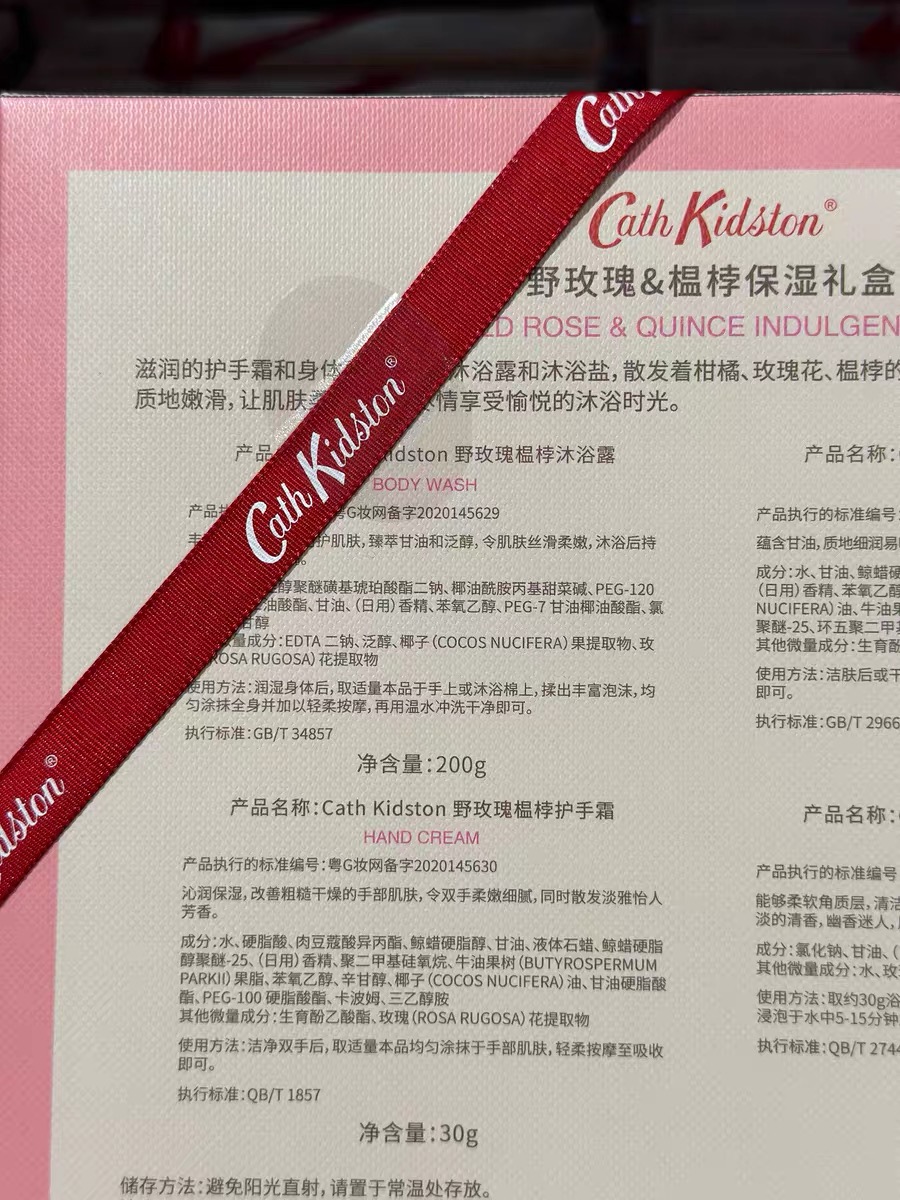 Cath
Cath Kidston®
野玫瑰&榅桲保湿礼盒
ED ROSE & QUINCE INDULGEN
滋润的护手霜和身体 沐浴露和沐浴盐，散发着柑橘、玫瑰花、榅桲的
质地嫩滑，让肌肤 情享受愉悦的沐浴时光。
Cath Kidston®
产品 idston 野玫瑰榅桲沐浴露
BODY WASH
产品执 粤G妆网备字2020145629
丰 护肌肤，臻萃甘油和泛醇，令肌肤丝滑柔嫩，沐浴后持
醇聚醚磺基琥珀酸酯二钠、椰油酰胺丙基甜菜碱、PEG-120
油酸酯、甘油、（日用）香精、苯氧乙醇、PEG-7 甘油椰油酸酯、氯
甘醇
量成分：EDTA 二钠、泛醇、椰子（COCOS NUCIFERA）果提取物、玫
ROSA RUGOSA）花提取物
使用方法：润湿身体后，取适量本品于手上或沐浴棉上，揉出丰富泡沫，均
匀涂抹全身并加以轻柔按摩，再用温水冲洗干净即可。
执行标准：GB/T 34857
净含量：200g
产品名称：Cath Kidston 野玫瑰榅桲护手霜
HAND CREAM
产品执行的标准编号：粤G妆网备字2020145630
沁润保湿，改善粗糙干燥的手部肌肤，令双手柔嫩细腻，同时散发淡雅怡人
芳香。
成分：水、硬脂酸、肉豆蔻酸异丙酯、鲸蜡硬脂醇、甘油、液体石蜡、鲸蜡硬脂
醇聚醚-25、（日用）香精、聚二甲基硅氧烷、牛油果树（BUTYROSPERMUM
PARKII）果脂、苯氧乙醇、辛甘醇、椰子（COCOS NUCIFERA）油、甘油硬脂酸
酯、PEG-100 硬脂酸酯、卡波姆、三乙醇胺
其他微量成分：生育酚乙酸酯、玫瑰（ROSA RUGOSA）花提取物
使用方法：洁净双手后，取适量本品均匀涂抹于手部肌肤，轻柔按摩至吸收
即可。
执行标准：QB/T 1857
净含量：30g
储存方法：避免阳光直射，请置于常温处存放。
产品名称：
产品执行的标准编号
蕴含甘油，质地细润易
成分：水、甘油、鲸蜡硬
（日用）香精、苯氧乙醇
NUCIFERA）油、牛油果
聚醚-25、环五聚二甲基
其他微量成分：生育酚
使用方法：洁肤后或干
即可。
执行标准：GB/T 2966
产品名称：
产品执行的标准编号
能够柔软角质层，清洁
淡的清香，幽香迷人，
成分：氯化钠、甘油、（
其他微量成分：水、玫
使用方法：取约30g浴
浸泡于水中5-15分钟
执行标准：QB/T 2744
dston®